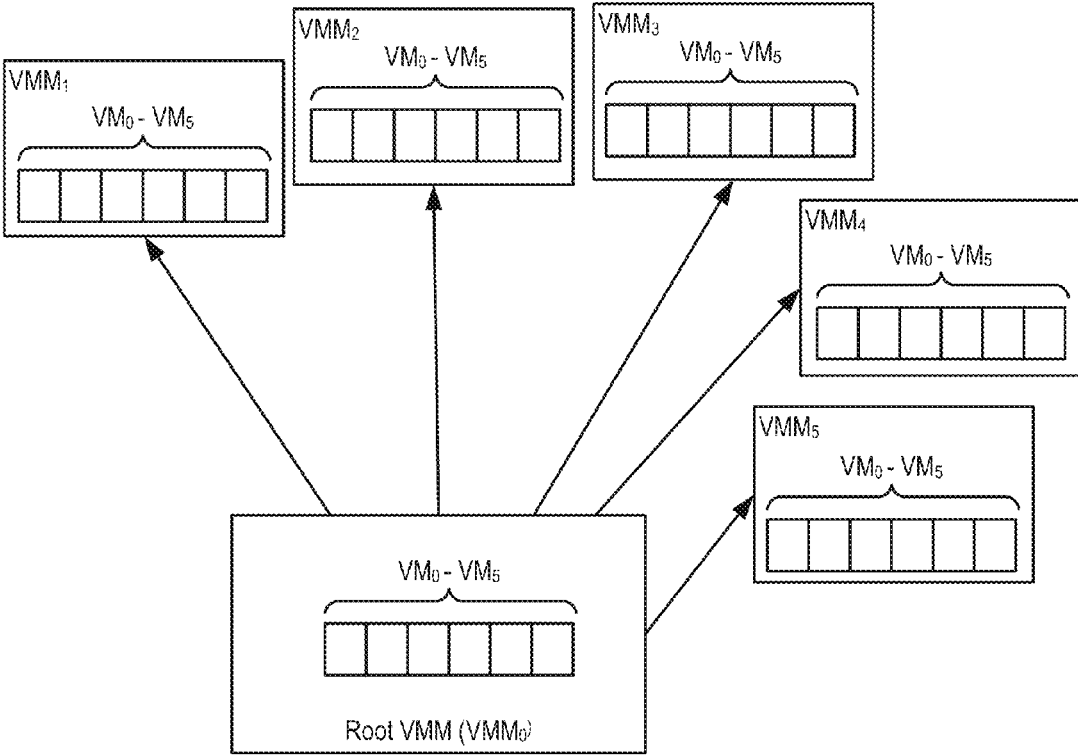 VMM₁
VM₀ - VM₅
VMM₂
VM₀ - VM₅
VMM₃
VM₀ - VM₅
VMM₄
VM₀ - VM₅
VMM₅
VM₀ - VM₅
VM₀ - VM₅
Root VMM (VMM₀)